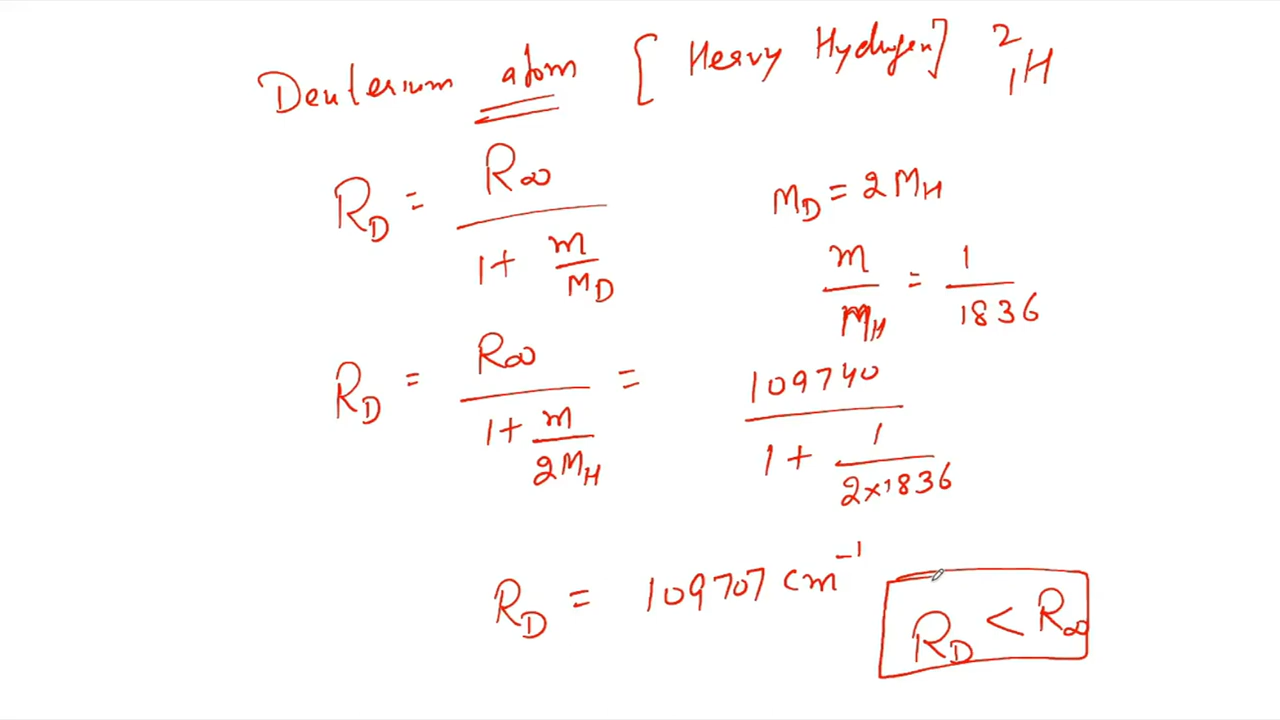 Deuterium atom [Heavy Hydrogen] ²₁H
R_D = R∞ / (1 + m/M_D)
M_D = 2M_H
m/M_H = 1/1836
R_D = R∞ / (1 + m/2M_H) = 109740 / (1 + 1/(2×1836))
R_D = 109707 cm⁻¹
R_D < R∞